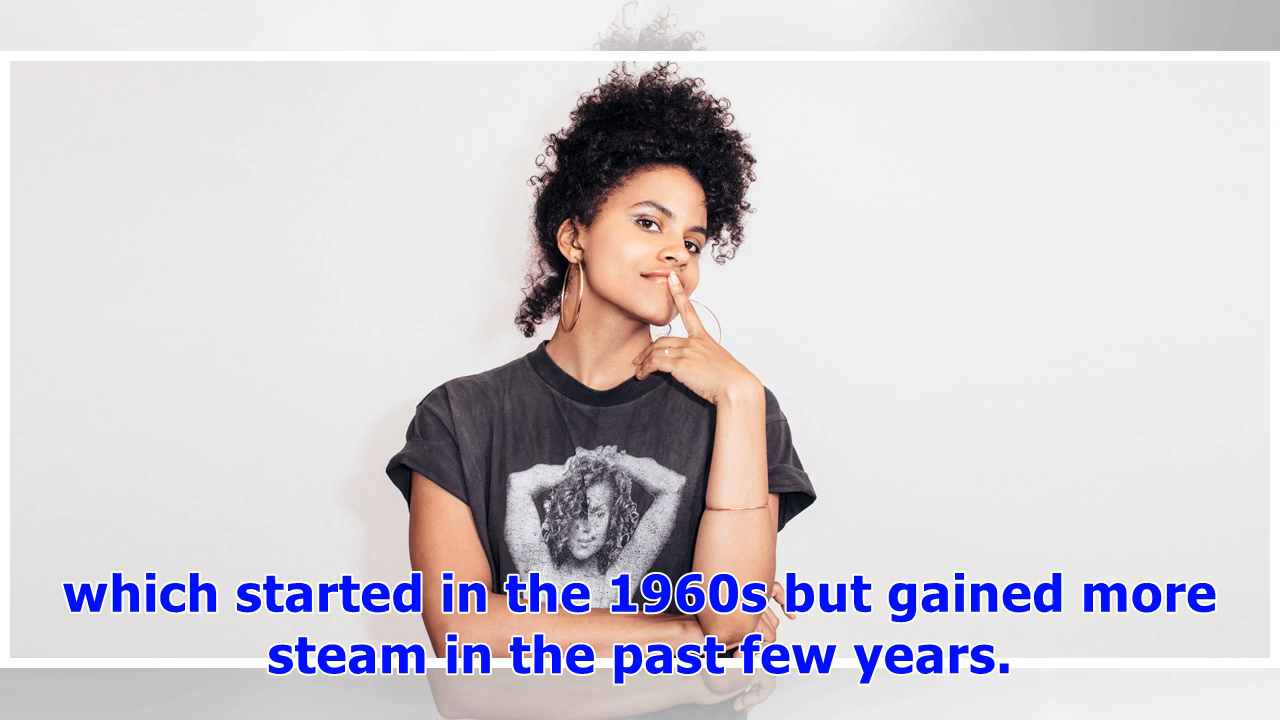 which started in the 1960s but gained more
steam in the past few years.